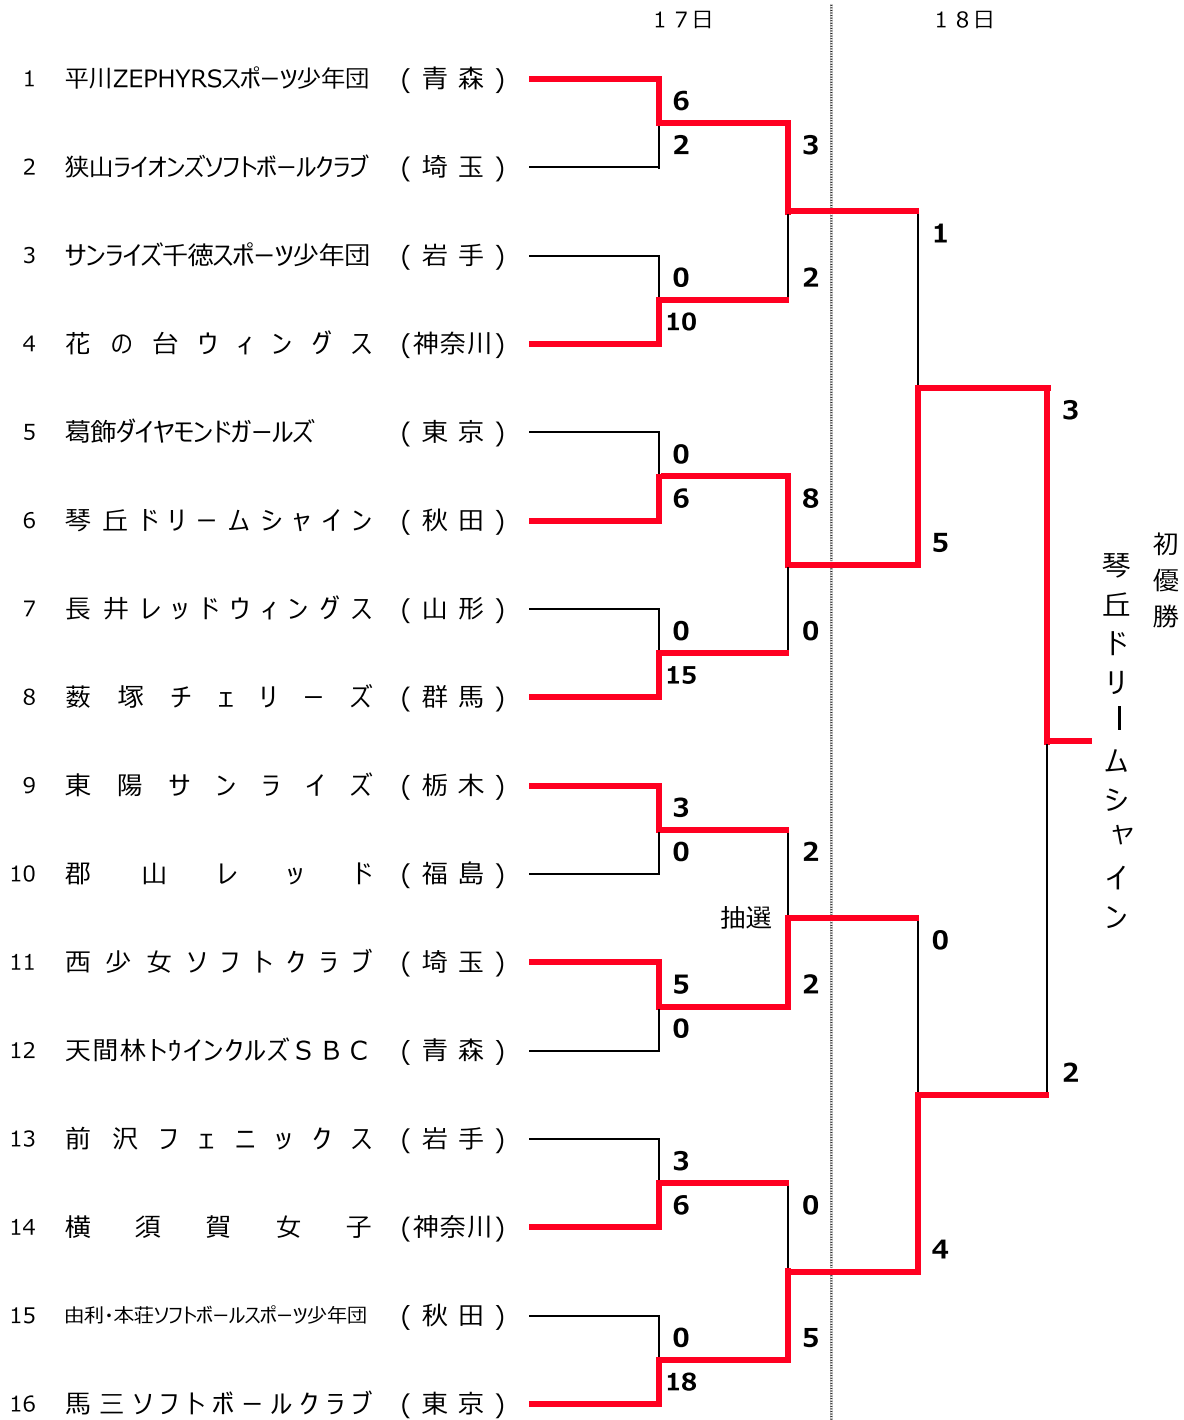 17日 18日
1 平川ZEPHYRSスポーツ少年団 (青森)
6
2
3
2 狭山ライオンズソフトボールクラブ (埼玉)
1
3 サンライズ千徳スポーツ少年団 (岩手)
0
2
10
4 花の台ウィングス (神奈川)
3
5 葛飾ダイヤモンドガールズ (東京)
0
6
8
6 琴丘ドリームシャイン (秋田)
5
7 長井レッドウィングス (山形)
0
0
15
8 薮塚チェリーズ (群馬)
初優勝
琴丘ドリームシャイン
9 東陽サンライズ (栃木)
3
0
2
10 郡山レッド (福島)
抽選
0
11 西少女ソフトクラブ (埼玉)
5
2
0
12 天間林トゥインクルズSBC (青森)
2
13 前沢フェニックス (岩手)
3
6
0
14 横須賀女子 (神奈川)
4
15 由利・本荘ソフトボールスポーツ少年団 (秋田)
0
5
18
16 馬三ソフトボールクラブ (東京)